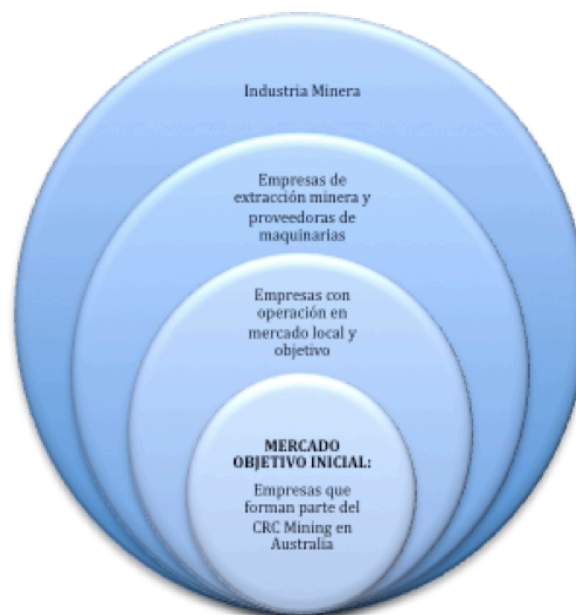 Industria Minera
Empresas de
extracción minera y
proveedoras de
maquinarias
Empresas con
operación en
mercado local y
objetivo
MERCADO
OBJETIVO INICIAL:
Empresas que
forman parte del
CRC Mining en
Australia